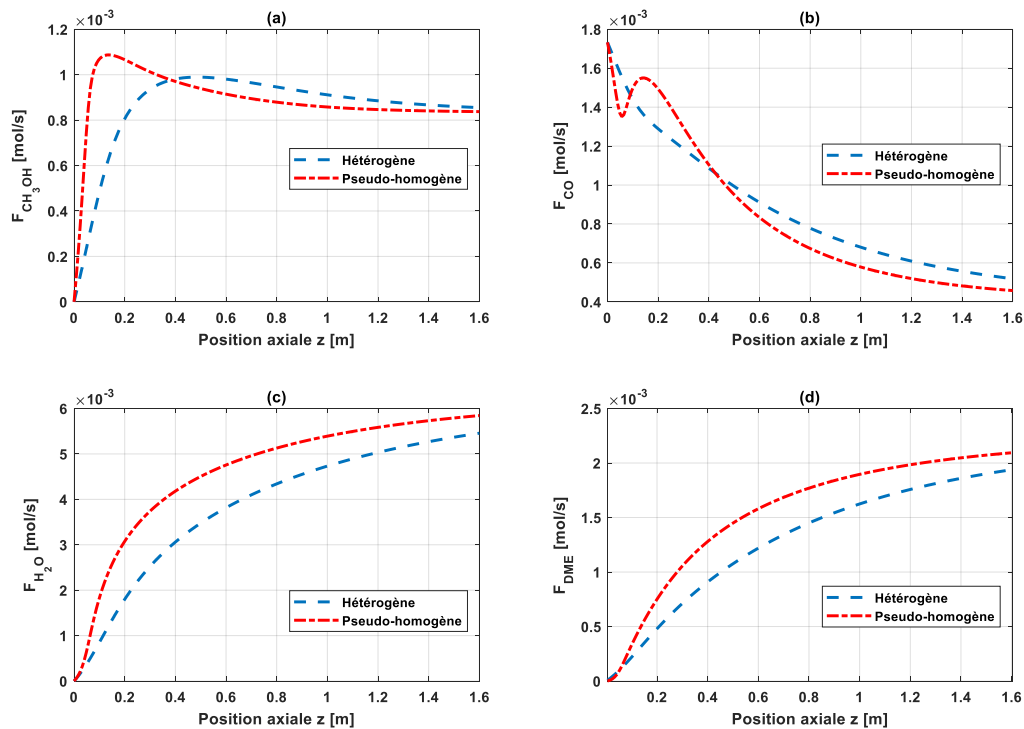 (a)
×10⁻³
1.2
1
0.8
0.6
0.4
0.2
0
F_CH₃OH [mol/s]
Hétérogène
Pseudo-homogène
0 0.2 0.4 0.6 0.8 1 1.2 1.4 1.6
Position axiale z [m]
(b)
×10⁻³
1.8
1.6
1.4
1.2
1
0.8
0.6
0.4
F_CO [mol/s]
Hétérogène
Pseudo-homogène
0 0.2 0.4 0.6 0.8 1 1.2 1.4 1.6
Position axiale z [m]
(c)
×10⁻³
6
5
4
3
2
1
0
F_H₂O [mol/s]
Hétérogène
Pseudo-homogène
0 0.2 0.4 0.6 0.8 1 1.2 1.4 1.6
Position axiale z [m]
(d)
×10⁻³
2.5
2
1.5
1
0.5
0
F_DME [mol/s]
Hétérogène
Pseudo-homogène
0.2 0.4 0.6 0.8 1 1.2 1.4 1.6
Position axiale z [m]